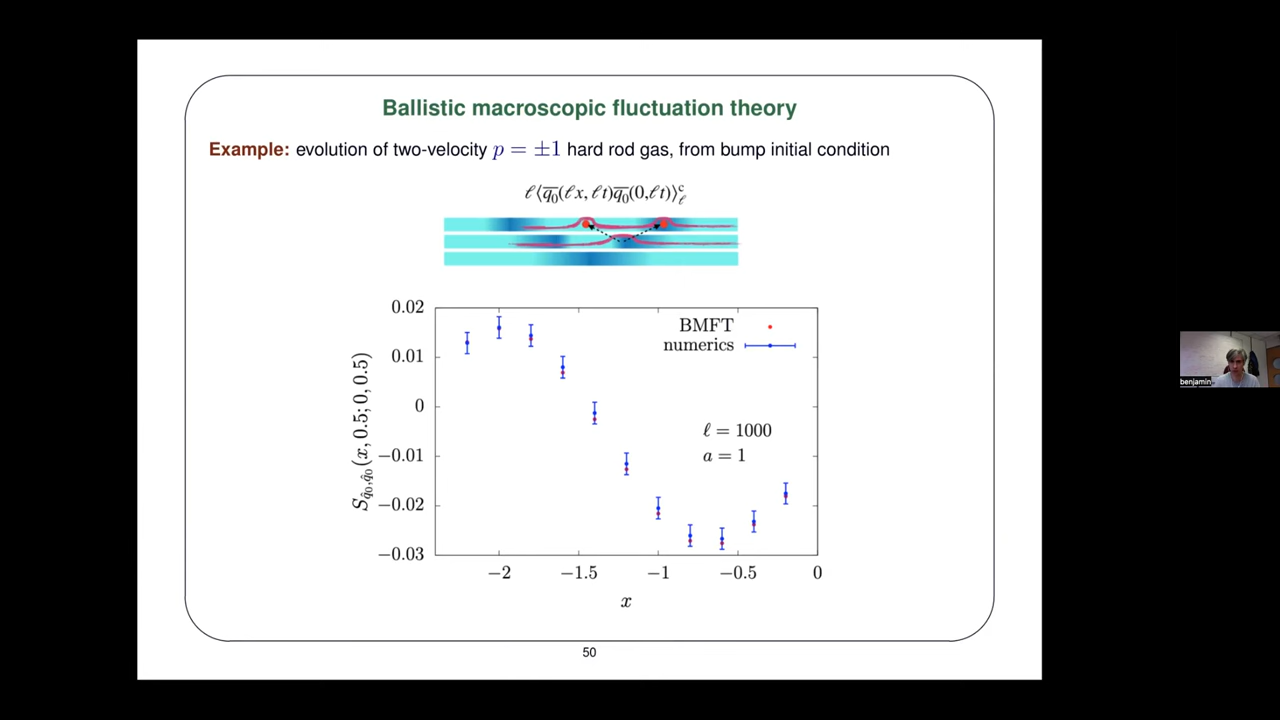 Ballistic macroscopic fluctuation theory
Example: evolution of two-velocity p = ±1 hard rod gas, from bump initial condition
ℓ⟨q̅₀(ℓx, ℓt)q̅₀(0,ℓt)⟩ᶜ_ℓ
0.02
0.01
0
−0.01
−0.02
−0.03
S_{q̂₀,q̂₀}(x, 0.5; 0, 0.5)
BMFT
numerics
ℓ = 1000
a = 1
−2
−1.5
−1
−0.5
0
x
50
benjamin